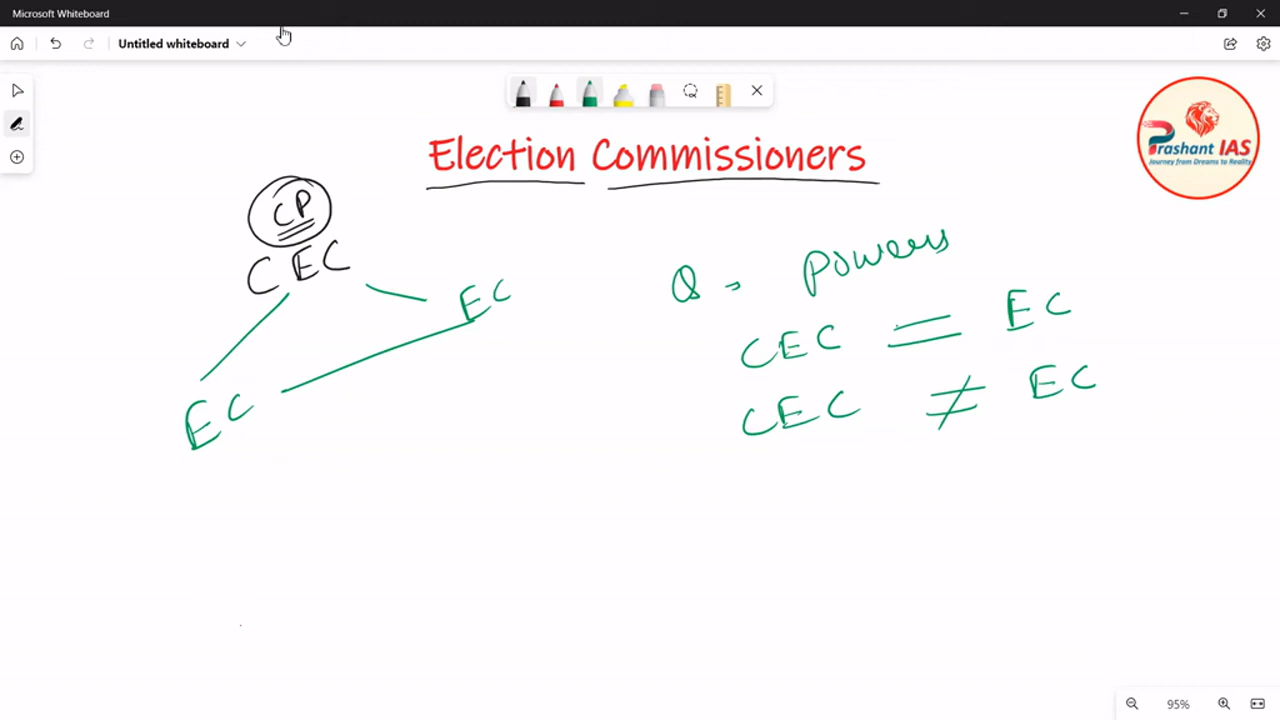 Microsoft Whiteboard
Untitled whiteboard
Prashant IAS
Journey from Dreams to Reality
Election Commissioners
CP
CEC
EC
EC
Q. Powers
CEC = EC
CEC ≠ EC
95%